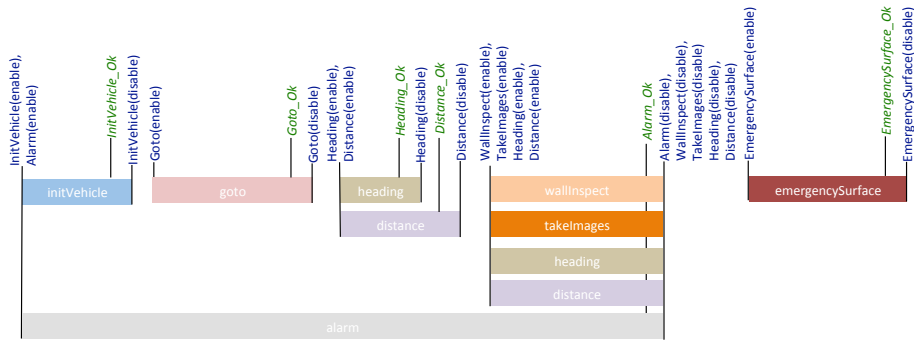 InitVehicle(enable),
Alarm(enable)
InitVehicle_Ok
InitVehicle(disable)
Goto(enable)
Goto_Ok
Goto(disable)
Heading(enable),
Distance(enable)
Heading_Ok
Heading(disable)
Distance_Ok
Distance(disable)
WallInspect(enable),
TakeImages(enable),
Heading(enable),
Distance(enable)
Alarm_Ok
Alarm(disable),
WallInspect(disable),
TakeImages(disable),
Heading(disable),
Distance(disable)
EmergencySurface(enable)
EmergencySurface_Ok
EmergencySurface(disable)
initVehicle
goto
heading
wallInspect
emergencySurface
distance
takeImages
heading
distance
alarm